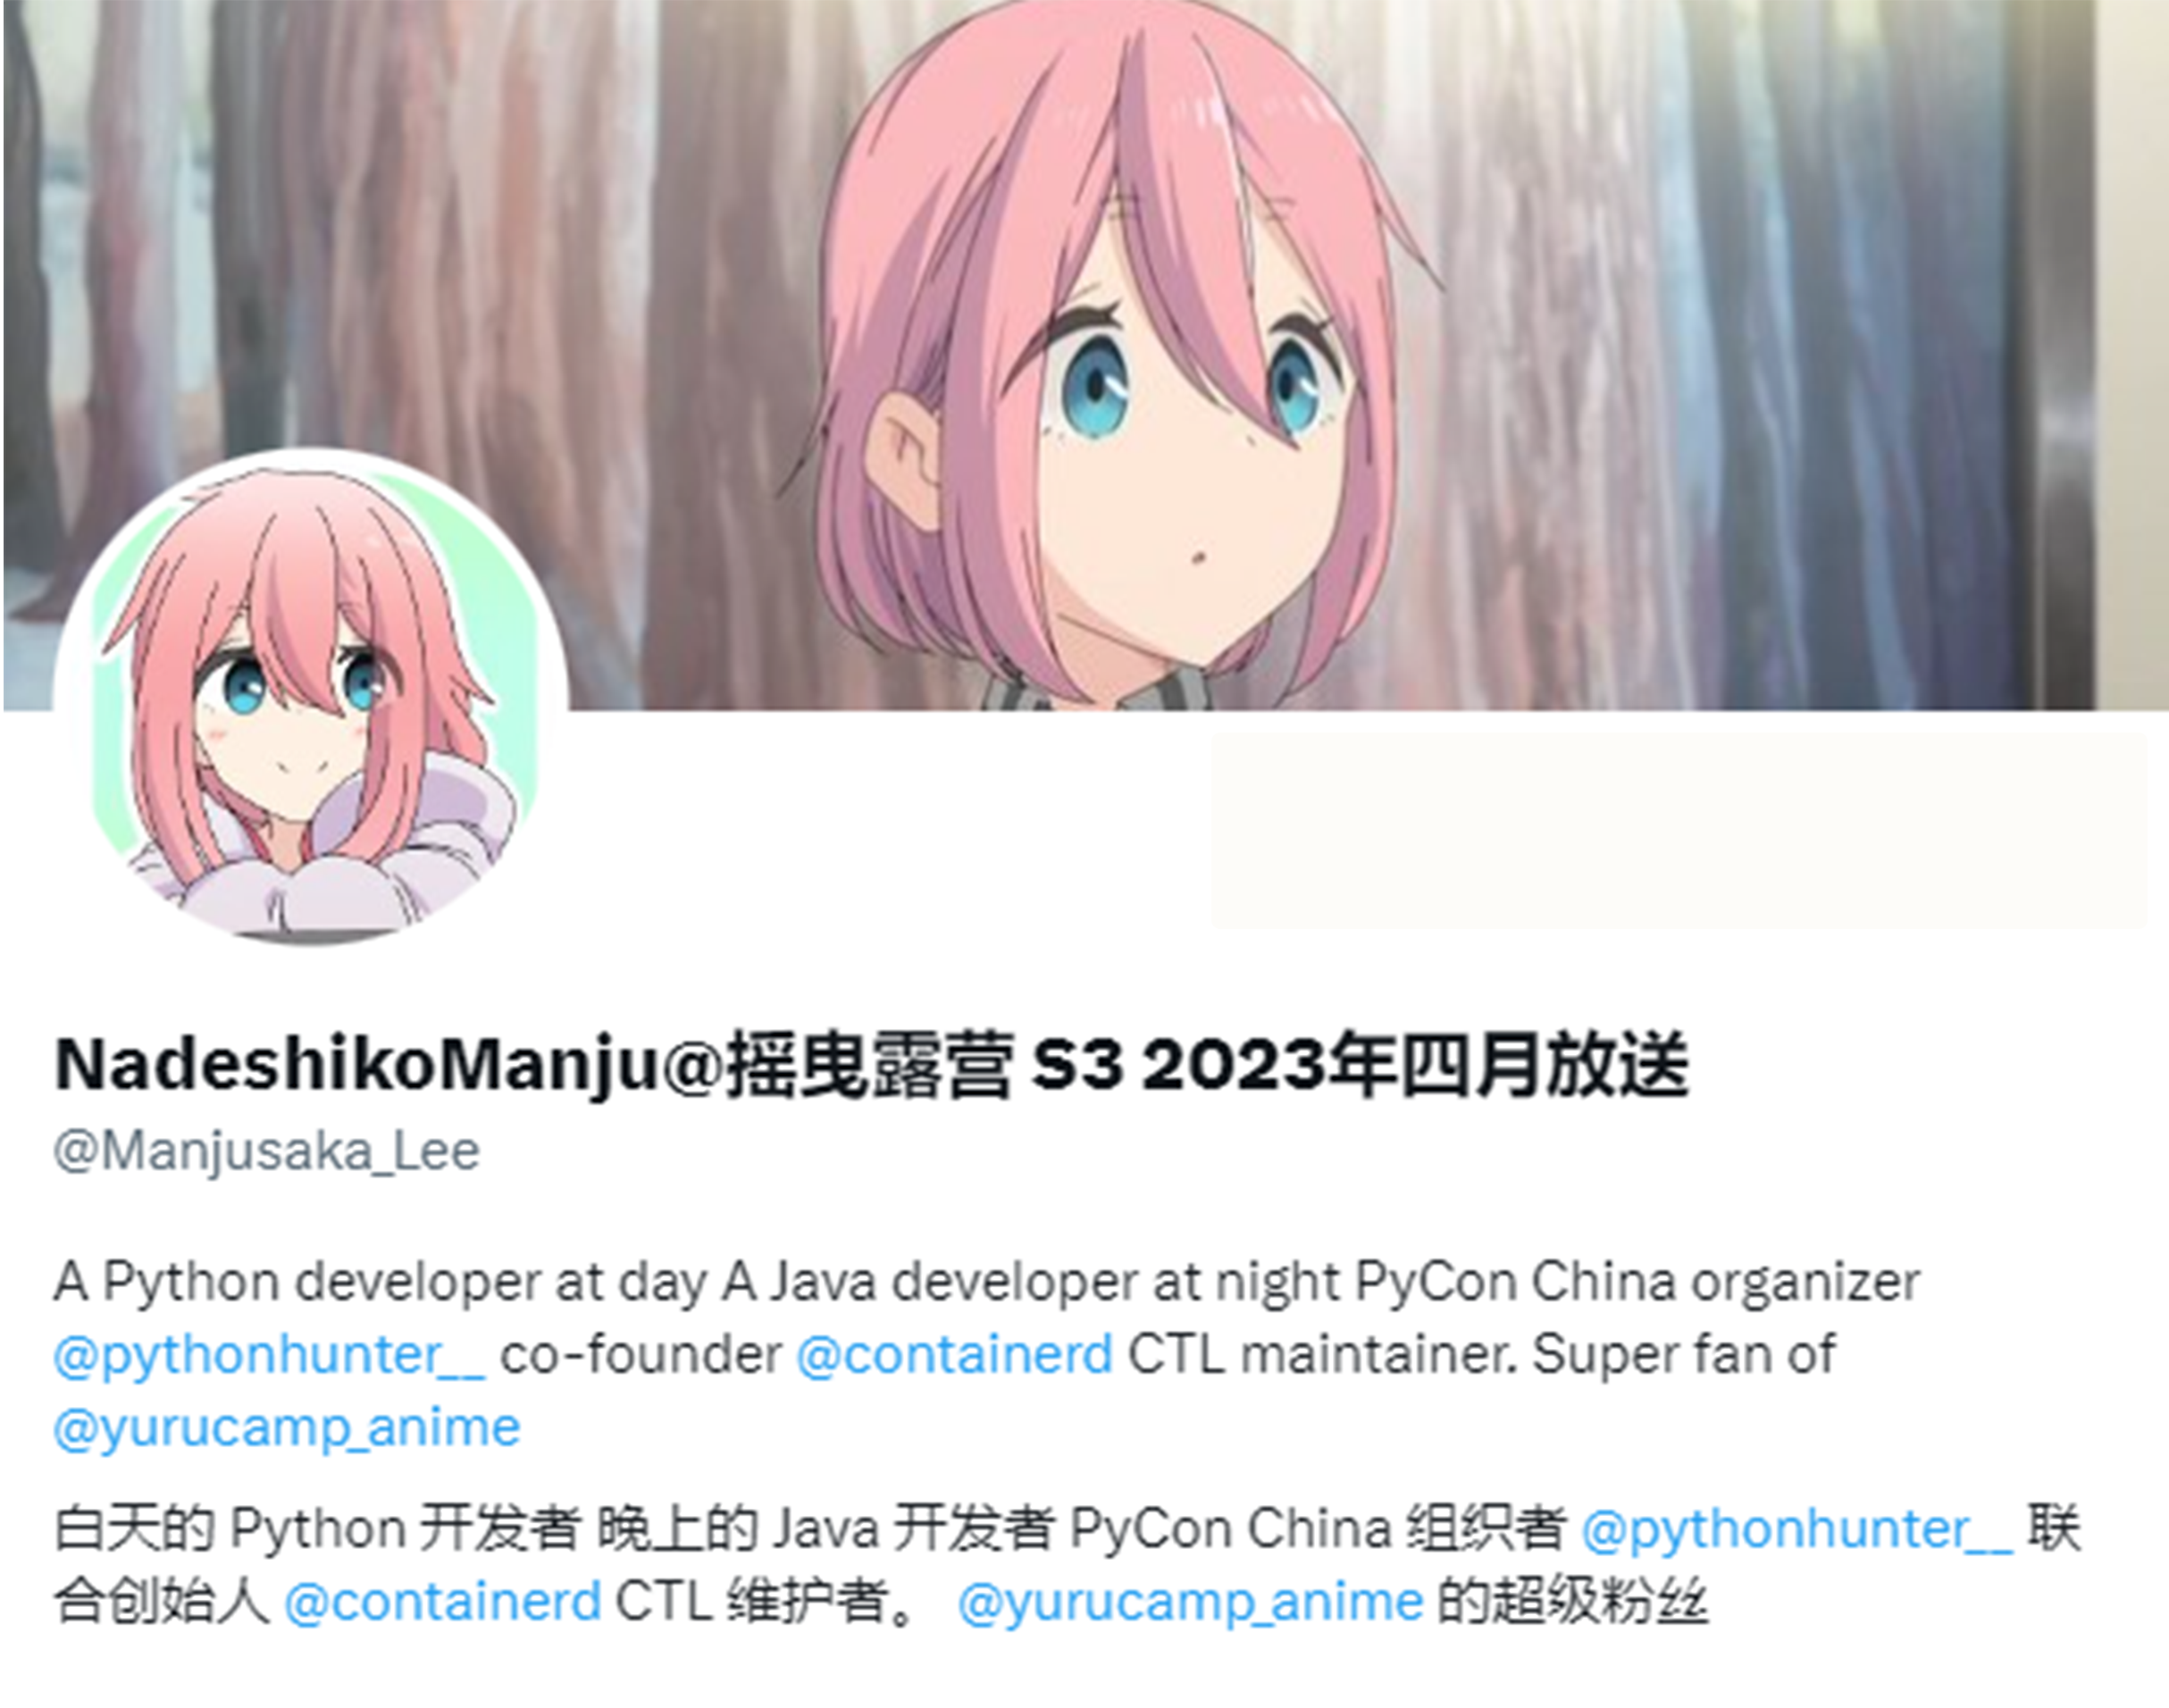 NadeshikoManju@摇曳露营 S3 2023年四月放送
@Manjusaka_Lee
A Python developer at day A Java developer at night PyCon China organizer
@pythonhunter__ co-founder @containerd CTL maintainer. Super fan of
@yurucamp_anime
白天的 Python 开发者 晚上的 Java 开发者 PyCon China 组织者 @pythonhunter__ 联
合创始人 @containerd CTL 维护者。 @yurucamp_anime 的超级粉丝